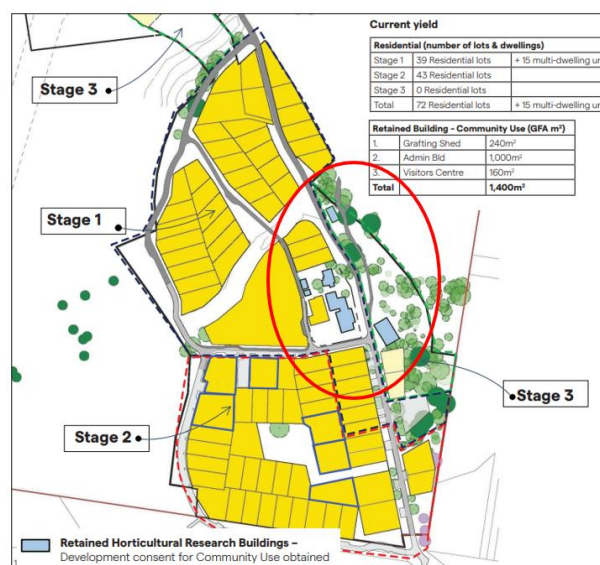 Current yield
Residential (number of lots & dwellings)
Stage 1 39 Residential lots + 15 multi-dwelling un
Stage 2 43 Residential lots
Stage 3 0 Residential lots
Total 72 Residential lots + 15 multi-dwelling un
Retained Building - Community Use (GFA m²)
1. Grafting Shed 240m²
2. Admin Bld 1,000m²
3. Visitors Centre 160m²
Total 1,400m²
Stage 3
Stage 1
Stage 3
Stage 2
Retained Horticultural Research Buildings –
Development consent for Community Use obtained
1